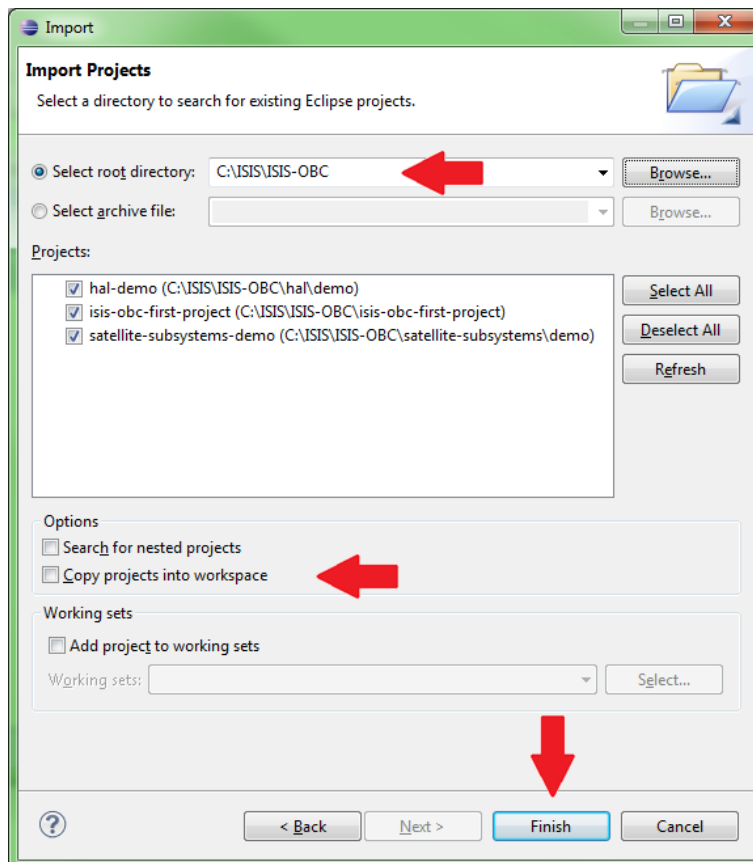 Import
Import Projects
Select a directory to search for existing Eclipse projects.
Select root directory: C:\ISIS\ISIS-OBC Browse...
Select archive file: Browse...
Projects:
hal-demo (C:\ISIS\ISIS-OBC\hal\demo)
isis-obc-first-project (C:\ISIS\ISIS-OBC\isis-obc-first-project)
satellite-subsystems-demo (C:\ISIS\ISIS-OBC\satellite-subsystems\demo)
Select All
Deselect All
Refresh
Options
Search for nested projects
Copy projects into workspace
Working sets
Add project to working sets
Working sets: Select...
? < Back Next > Finish Cancel